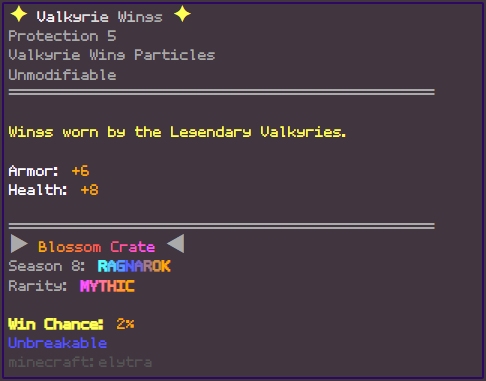 ✦ Valkyrie Wings ✦
Protection 5
Valkyrie Wing Particles
Unmodifiable
Wings worn by the Legendary Valkyries.
Armor: +6
Health: +8
▶ Blossom Crate ◀
Season 8: RAGNAROK
Rarity: MYTHIC
Win Chance: 2%
Unbreakable
minecraft:elytra